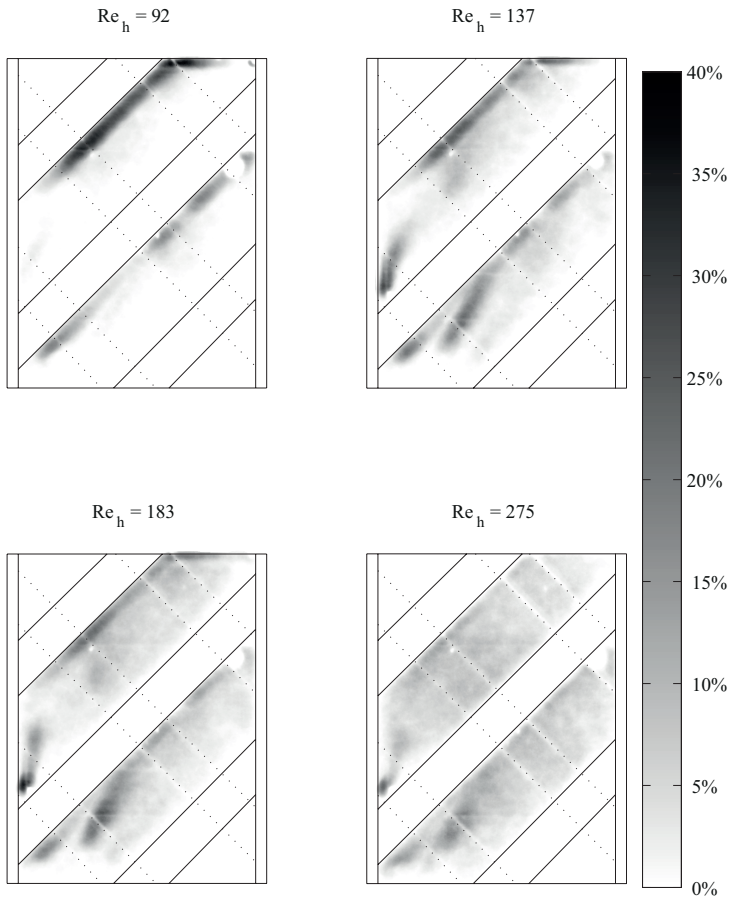 Re_h = 92
Re_h = 137
40%
35%
30%
25%
20%
15%
10%
5%
0%
Re_h = 183
Re_h = 275